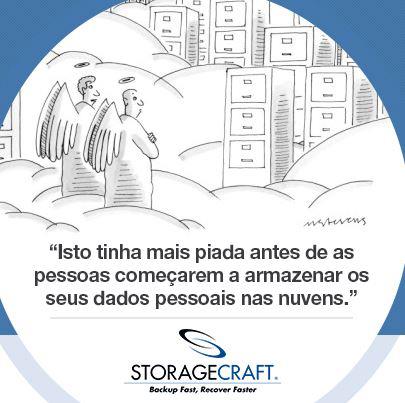 “Isto tinha mais piada antes de as
pessoas começarem a armazenar os
seus dados pessoais nas nuvens.”
STORAGECRAFT.
Backup Fast, Recover Faster